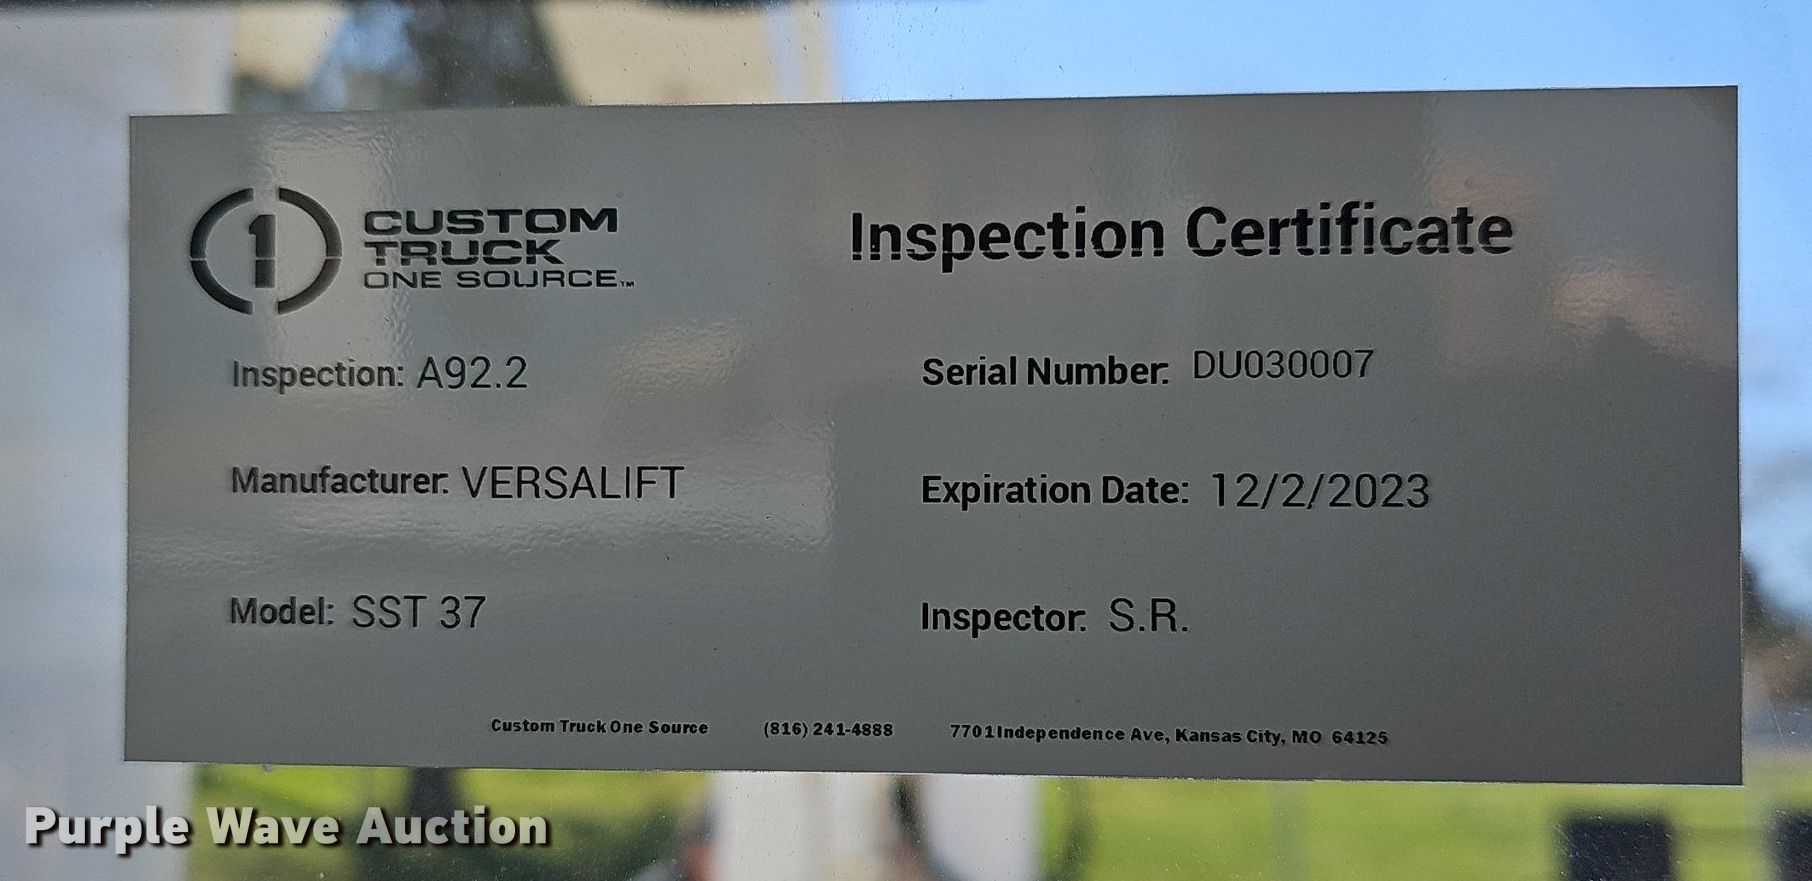 1 CUSTOM
TRUCK
ONE SOURCE™
Inspection Certificate
Inspection: A92.2
Serial Number: DU030007
Manufacturer: VERSALIFT
Expiration Date: 12/2/2023
Model: SST 37
Inspector: S.R.
Custom Truck One Source (816) 241-4888 7701 Independence Ave, Kansas City, MO 64125
Purple Wave Auction